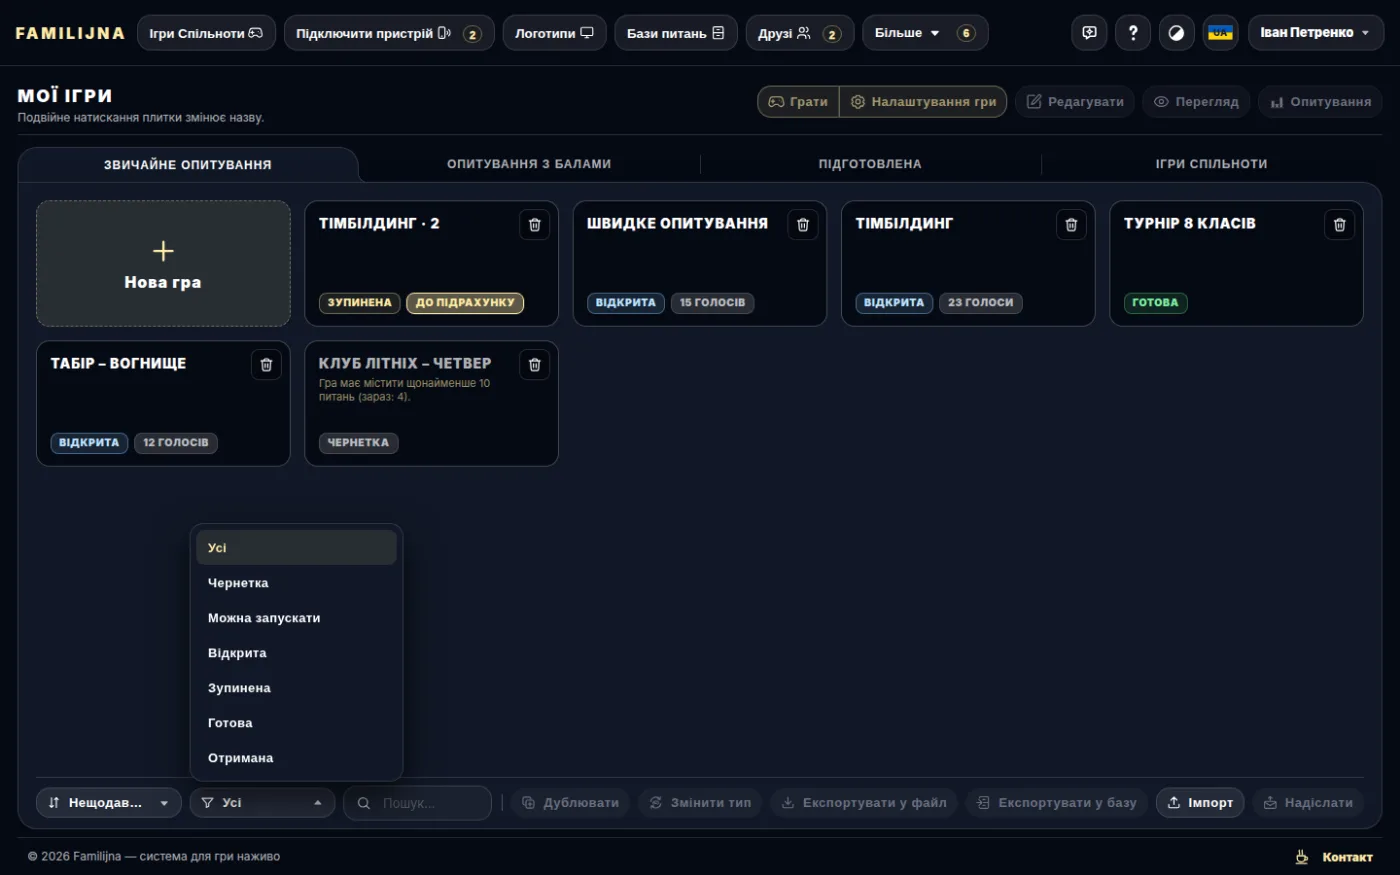 FAMILIJNA
Ігри Спільноти
Підключити пристрій 2
Логотипи
Бази питань
Друзі 2
Більше 6
?
UA
Іван Петренко
МОЇ ІГРИ
Подвійне натискання плитки змінює назву.
Грати
Налаштування гри
Редагувати
Перегляд
Опитування
ЗВИЧАЙНЕ ОПИТУВАННЯ
ОПИТУВАННЯ З БАЛАМИ
ПІДГОТОВЛЕНА
ІГРИ СПІЛЬНОТИ
Нова гра
ТІМБІЛДИНГ · 2
ЗУПИНЕНА
ДО ПІДРАХУНКУ
ШВИДКЕ ОПИТУВАННЯ
ВІДКРИТА
15 ГОЛОСІВ
ТІМБІЛДИНГ
ВІДКРИТА
23 ГОЛОСИ
ТУРНІР 8 КЛАСІВ
ГОТОВА
ТАБІР – ВОГНИЩЕ
ВІДКРИТА
12 ГОЛОСІВ
КЛУБ ЛІТНІХ – ЧЕТВЕР
Гра має містити щонайменше 10
питань (зараз: 4).
ЧЕРНЕТКА
Усі
Чернетка
Можна запускати
Відкрита
Зупинена
Готова
Отримана
Нещодав...
Усі
Пошук...
Дублювати
Змінити тип
Експортувати у файл
Експортувати у базу
Імпорт
Надіслати
© 2026 Familijna — система для гри наживо
Контакт